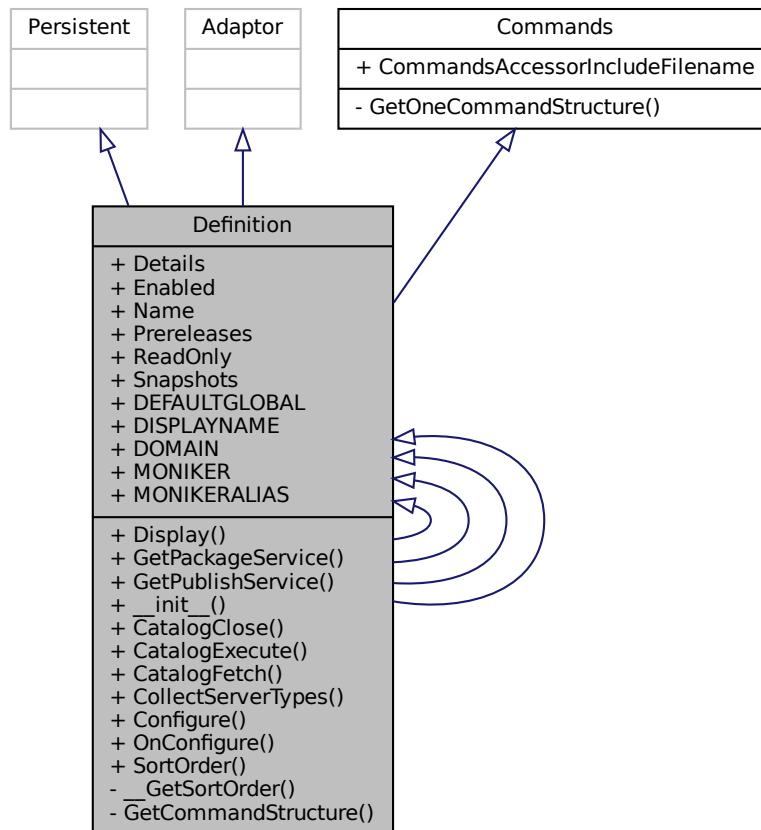 Persistent
Adaptor
Commands
+ CommandsAccessorIncludeFilename
- GetOneCommandStructure()
Definition
+ Details
+ Enabled
+ Name
+ Prereleases
+ ReadOnly
+ Snapshots
+ DEFAULTGLOBAL
+ DISPLAYNAME
+ DOMAIN
+ MONIKER
+ MONIKERALIAS
+ Display()
+ GetPackageService()
+ GetPublishService()
+ __init__()
+ CatalogClose()
+ CatalogExecute()
+ CatalogFetch()
+ CollectServerTypes()
+ Configure()
+ OnConfigure()
+ SortOrder()
- __GetSortOrder()
- GetCommandStructure()